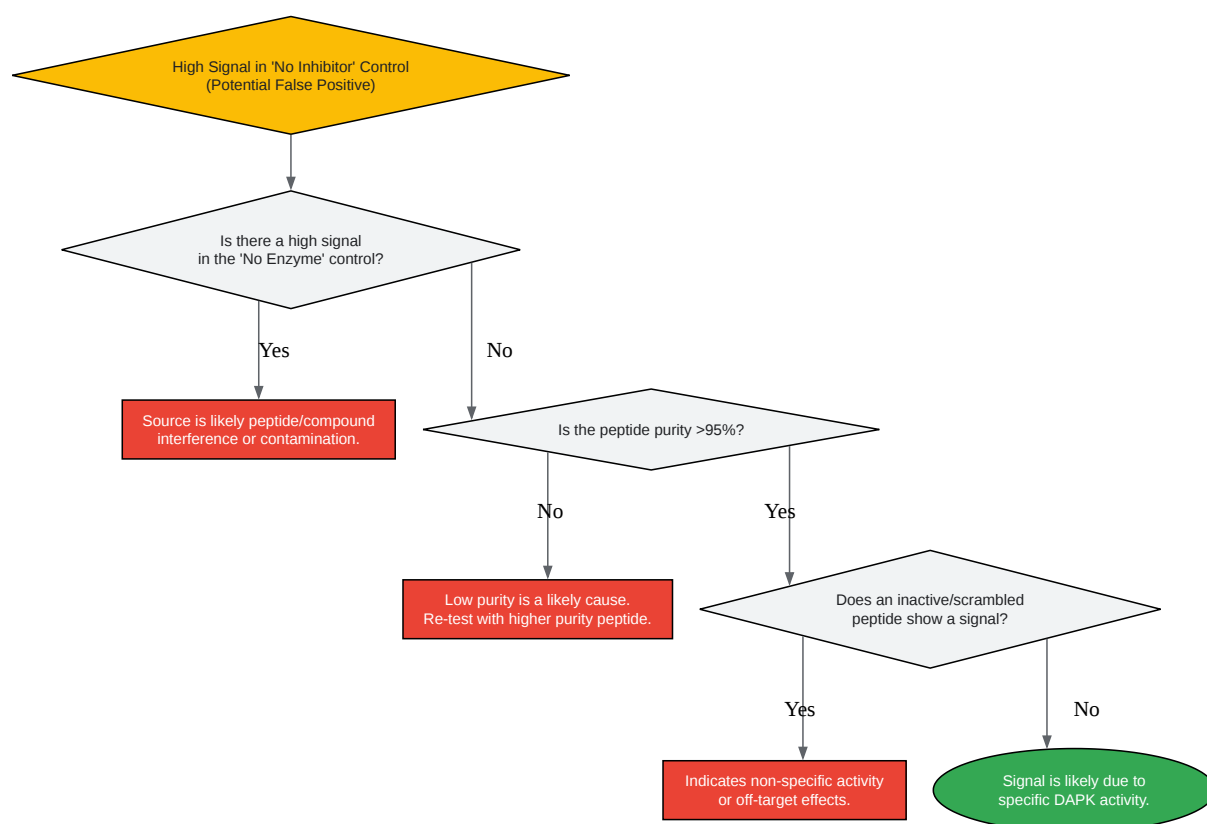 High Signal in 'No Inhibitor' Control
(Potential False Positive)
Is there a high signal
in the 'No Enzyme' control?
Yes
No
Source is likely peptide/compound
interference or contamination.
Is the peptide purity >95%?
No
Yes
Low purity is a likely cause.
Re-test with higher purity peptide.
Does an inactive/scrambled
peptide show a signal?
Yes
No
Indicates non-specific activity
or off-target effects.
Signal is likely due to
specific DAPK activity.